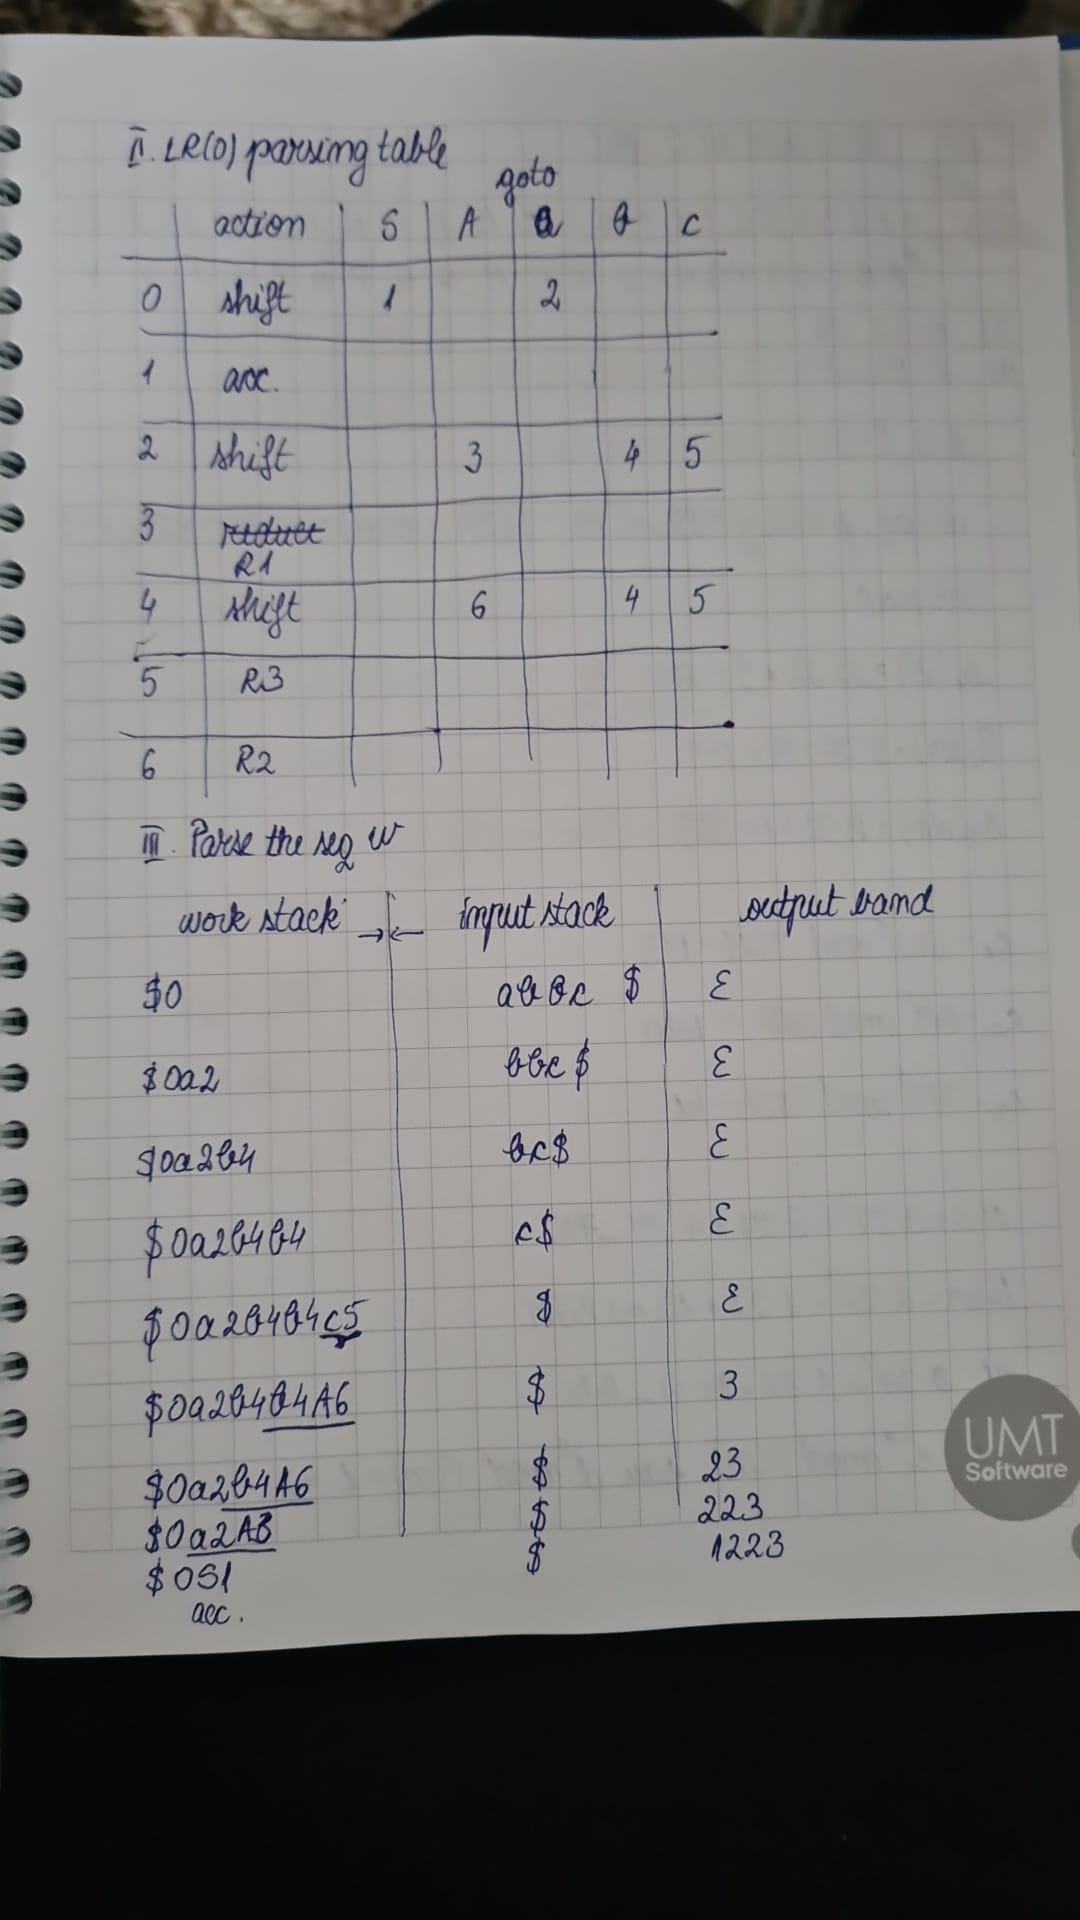 II. LR(0) parsing table
goto
action S A a b c
0 shift 1 2
1 acc.
2 shift 3 4 5
3 reduce
R1
4 shift 6 4 5
5 R3
6 R2
III. Parse the seq w
work stack →|← input stack output band
$0 abbc $ ε
$0a2 bbc $ ε
$0a2b4 bc$ ε
$0a2b4b4 c$ ε
$0a2b4b4c5 $ ε
$0a2b4b4A6 $ 3
$0a2b4A6 $ 23
$0a2A3 $ 223
$0S1 $ 1223
acc.
UMT
Software